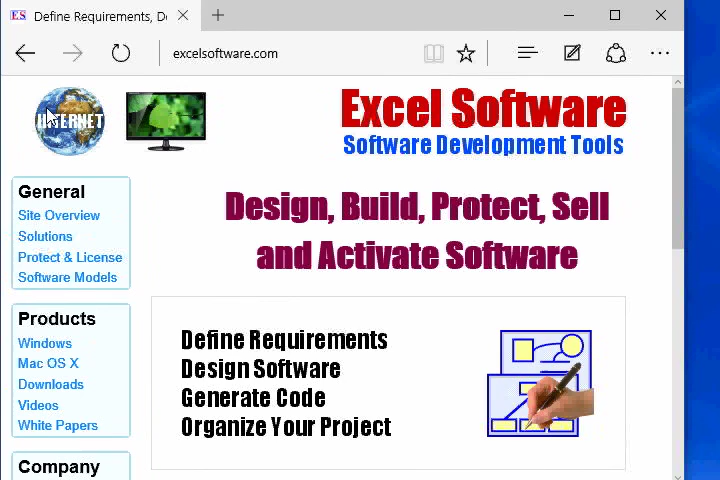 ES Define Requirements, De
excelsoftware.com
INTERNET
Excel Software
Software Development Tools
General
Site Overview
Solutions
Protect & License
Software Models
Products
Windows
Mac OS X
Downloads
Videos
White Papers
Company
Design, Build, Protect, Sell
and Activate Software
Define Requirements
Design Software
Generate Code
Organize Your Project